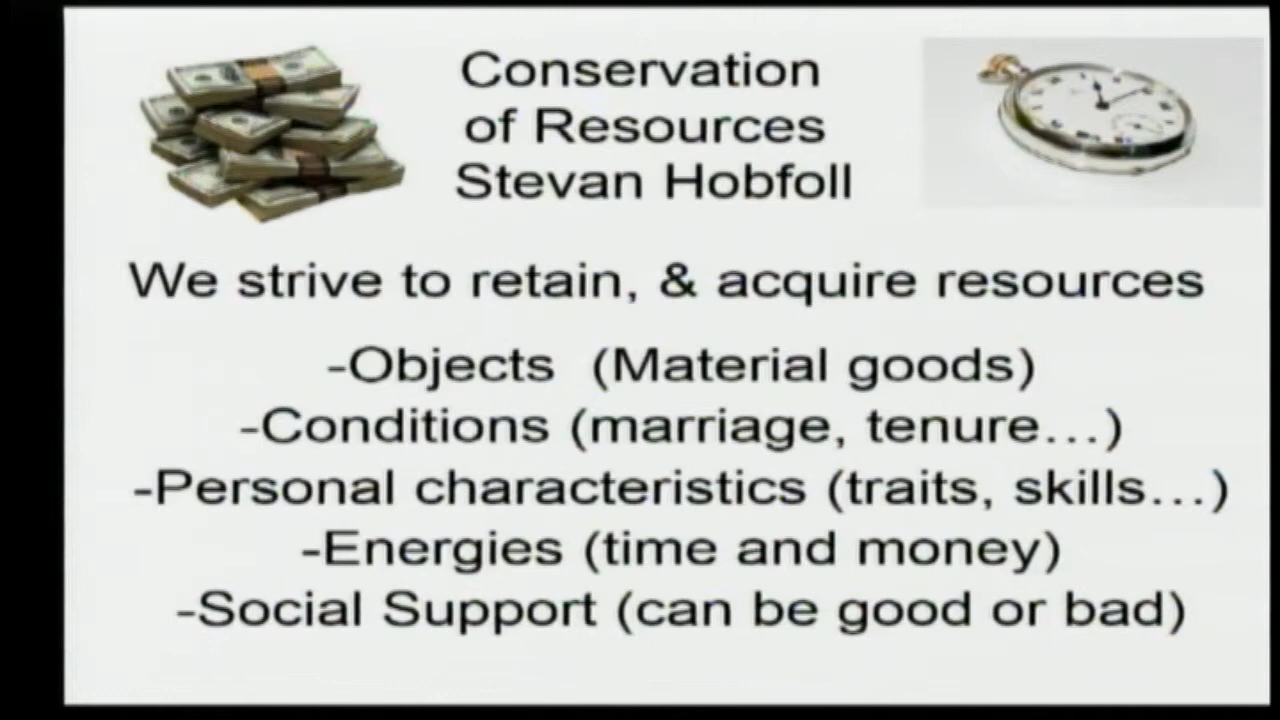 Conservation
of Resources
Stevan Hobfoll
We strive to retain, & acquire resources
-Objects (Material goods)
-Conditions (marriage, tenure...)
-Personal characteristics (traits, skills...)
-Energies (time and money)
-Social Support (can be good or bad)